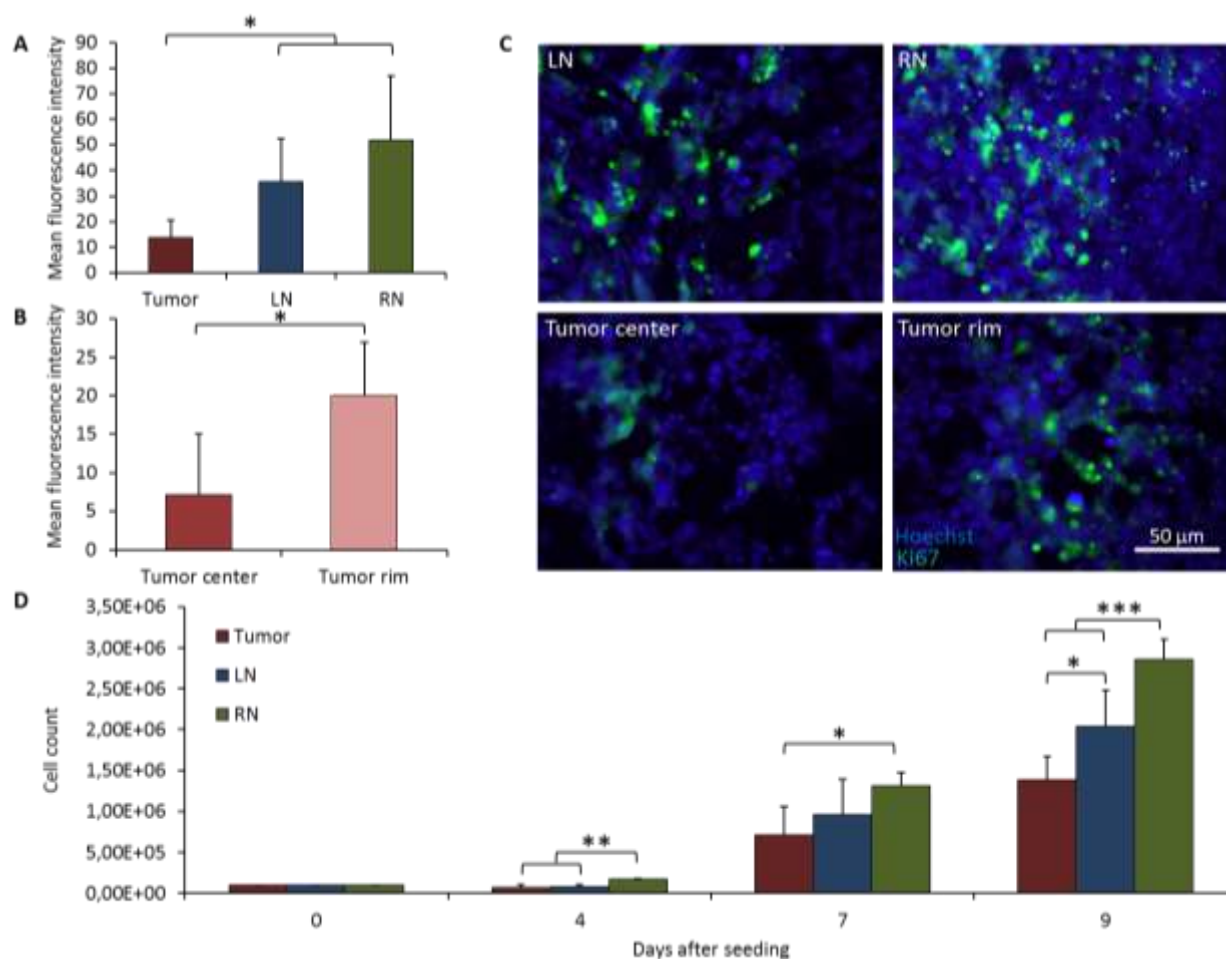 A
*
Mean fluorescence intensity
90
80
70
60
50
40
30
20
10
0
Tumor LN RN
B
*
Mean fluorescence intensity
30
25
20
15
10
5
0
Tumor center Tumor rim
C
LN
RN
Tumor center
Tumor rim
Hoechst
Ki67
50 µm
D
Cell count
3,50E+06
3,00E+06
2,50E+06
2,00E+06
1,50E+06
1,00E+06
5,00E+05
0,00E+00
Tumor
LN
RN
**
*
***
*
0 4 7 9
Days after seeding